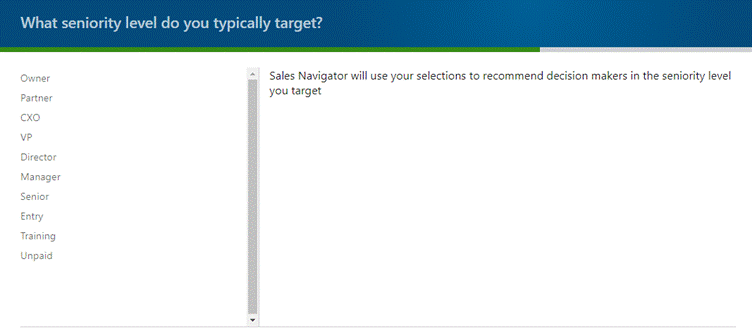 What seniority level do you typically target?
Owner
Partner
CXO
VP
Director
Manager
Senior
Entry
Training
Unpaid
Sales Navigator will use your selections to recommend decision makers in the seniority level
you target